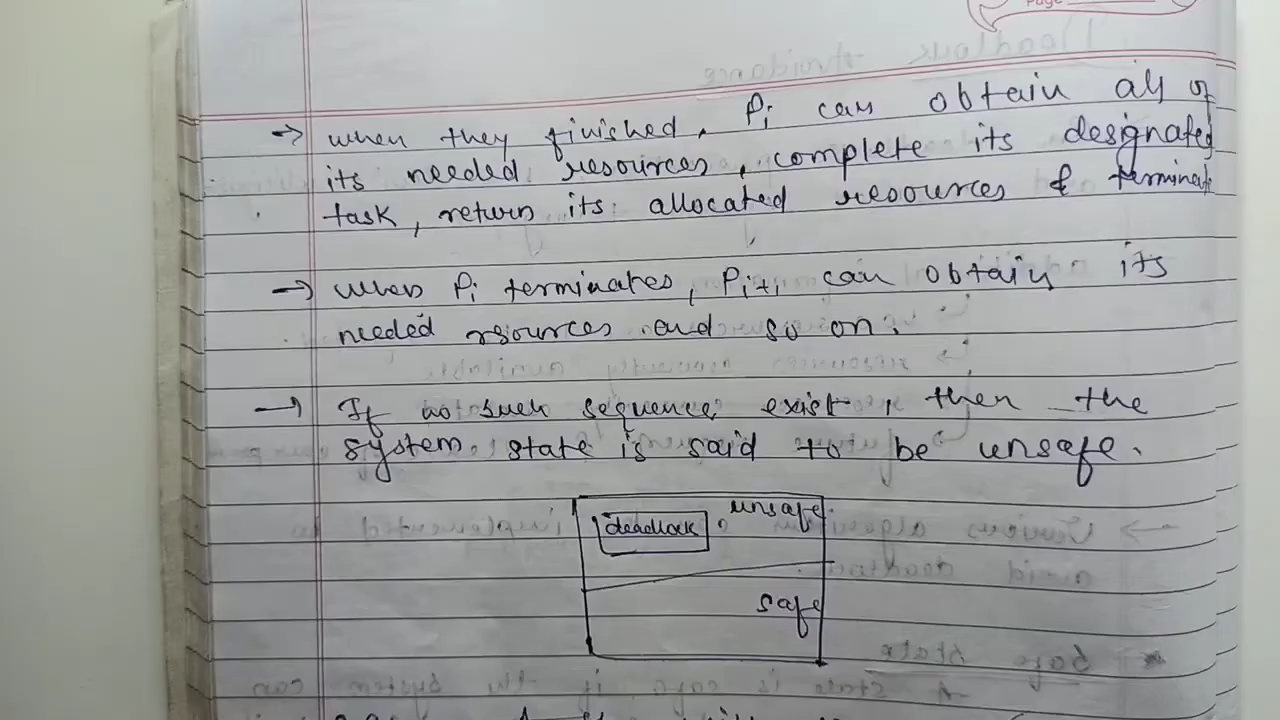 Page
→ when they finished, Pi can obtain all of
its needed resources, complete its designated
task, return its allocated resources & terminate
→ when Pi terminates, Pi+1 can obtain its
needed resources and so on.
→ If no such sequence exist, then the
system state is said to be unsafe.
unsafe.
deadlock
safe